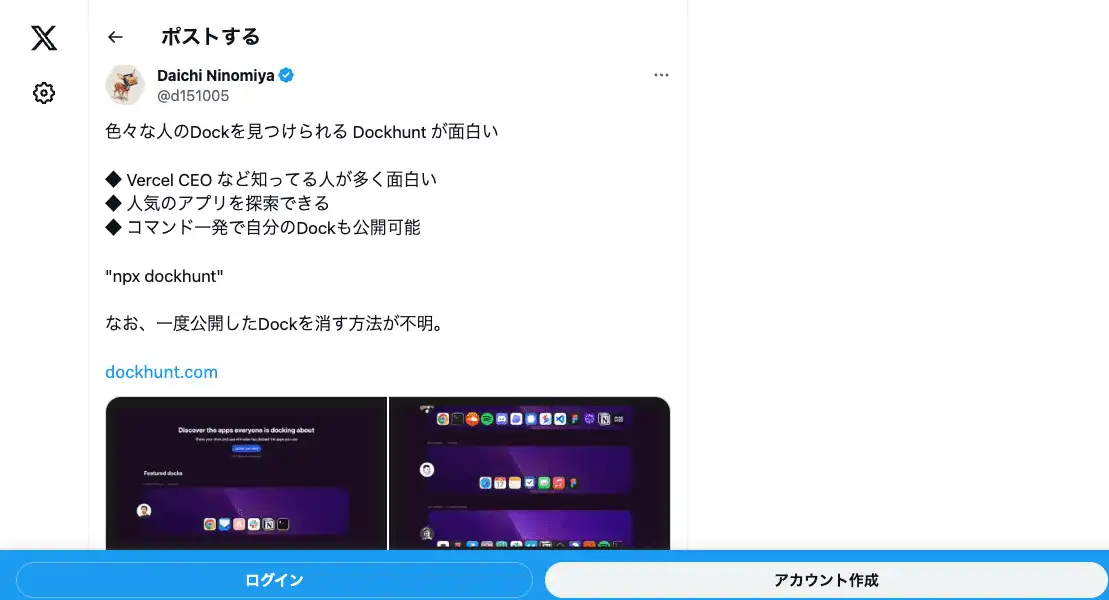 ポストする
Daichi Ninomiya
@d151005
色々な人のDockを見つけられる Dockhunt が面白い
◆ Vercel CEO など知ってる人が多く面白い
◆ 人気のアプリを探索できる
◆ コマンド一発で自分のDockも公開可能
"npx dockhunt"
なお、一度公開したDockを消す方法が不明。
dockhunt.com
Discover the apps everyone is docking about
Featured docks
ログイン
アカウント作成